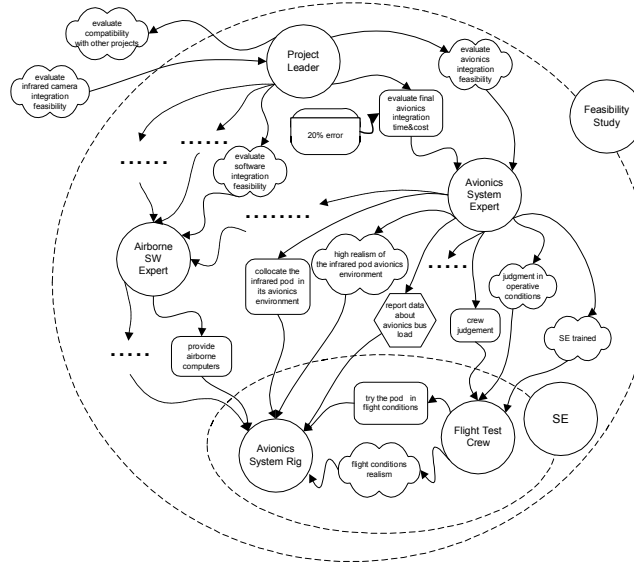 evaluate
compatibility
with other projects
Project
Leader
evaluate
avionics
integration
feasibility
evaluate
infrared camera
integration
feasibility
evaluate final
avionics
integration
time&cost
20% error
Feasibility
Study
evaluate
software
integration
feasibility
Avionics
System
Expert
Airborne
SW
Expert
collocate the
infrared pod in
its avionics
environment
high realism of
the infrared pod avionics
environment
report data
about
avionics bus
load
crew
judgement
judgment in
operative
conditions
SE trained
provide
airborne
computers
try the pod in
flight conditions
SE
Avionics
System Rig
flight conditions
realism
Flight Test
Crew